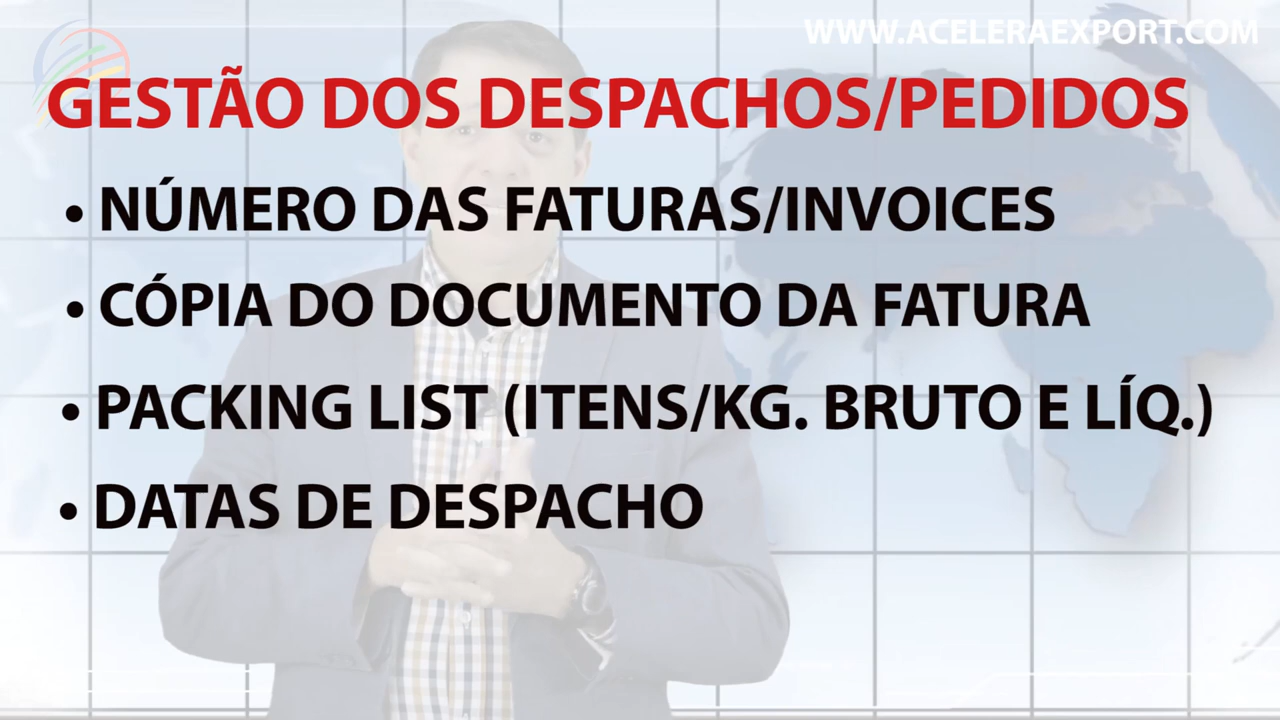 WWW.ACELERAEXPORT.COM
GESTÃO DOS DESPACHOS/PEDIDOS
• NÚMERO DAS FATURAS/INVOICES
• CÓPIA DO DOCUMENTO DA FATURA
• PACKING LIST (ITENS/KG. BRUTO E LÍQ.)
• DATAS DE DESPACHO